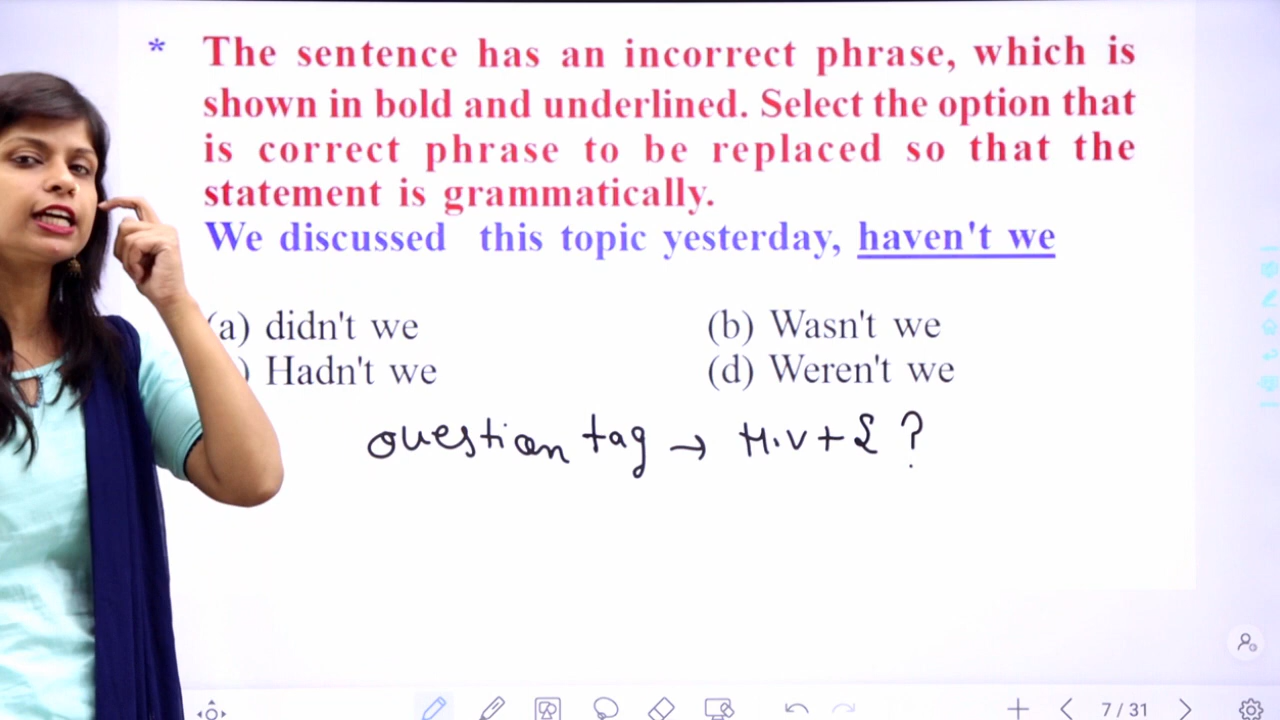 * The sentence has an incorrect phrase, which is
shown in bold and underlined. Select the option that
is correct phrase to be replaced so that the
statement is grammatically.
We discussed this topic yesterday, haven't we
(a) didn't we (b) Wasn't we
) Hadn't we (d) Weren't we
question tag → H.V + S ?
7 / 31